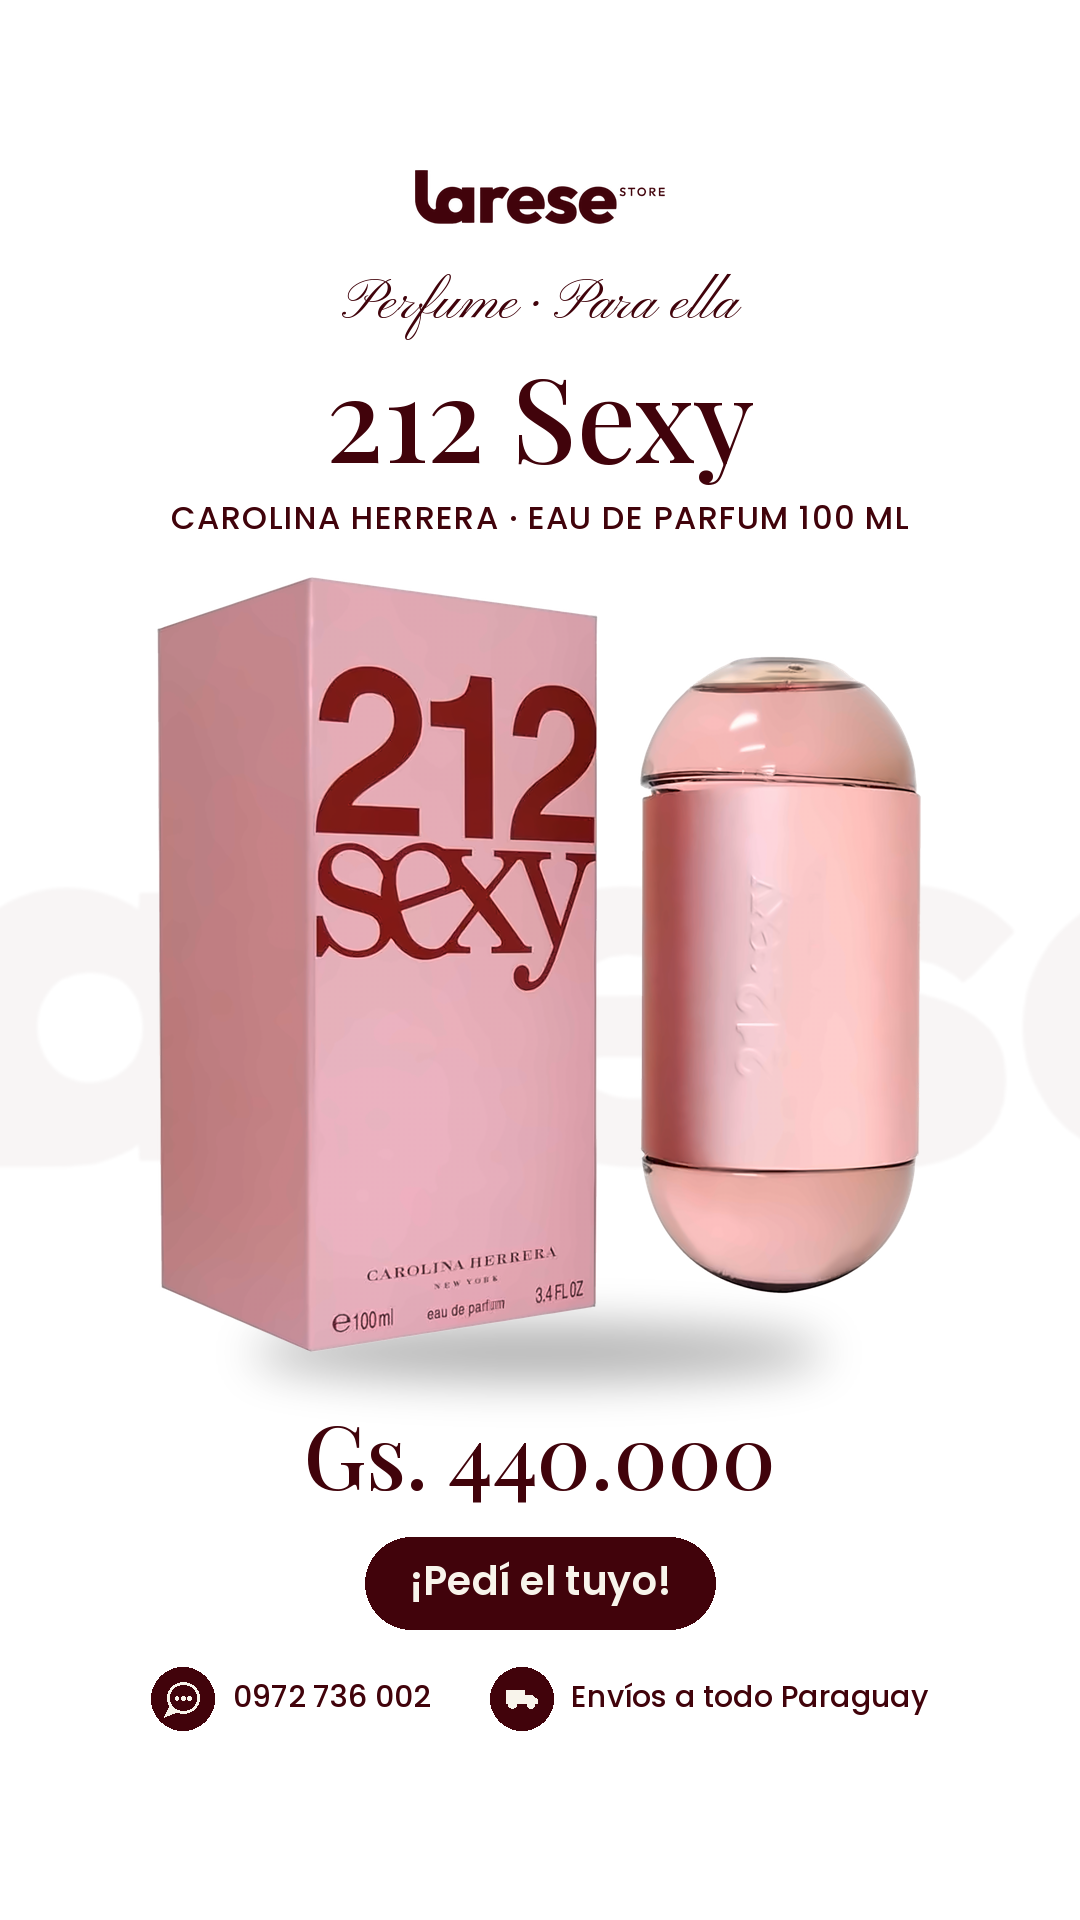 larese STORE
Perfume · Para ella
212 Sexy
CAROLINA HERRERA · EAU DE PARFUM 100 ML
212
sexy
212 sexy
CAROLINA HERRERA
NEW YORK
e100ml eau de parfum 3.4 FL OZ
Gs. 440.000
¡Pedí el tuyo!
0972 736 002 Envíos a todo Paraguay